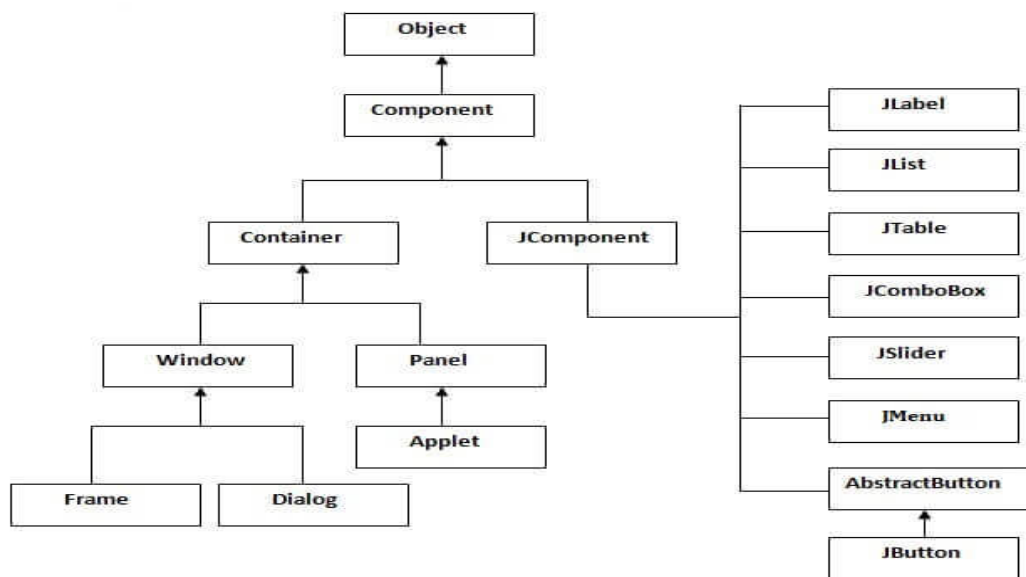 Object
Component
JLabel
JList
JTable
Container
JComponent
JComboBox
Window
Panel
JSlider
JMenu
Applet
Frame
Dialog
AbstractButton
JButton